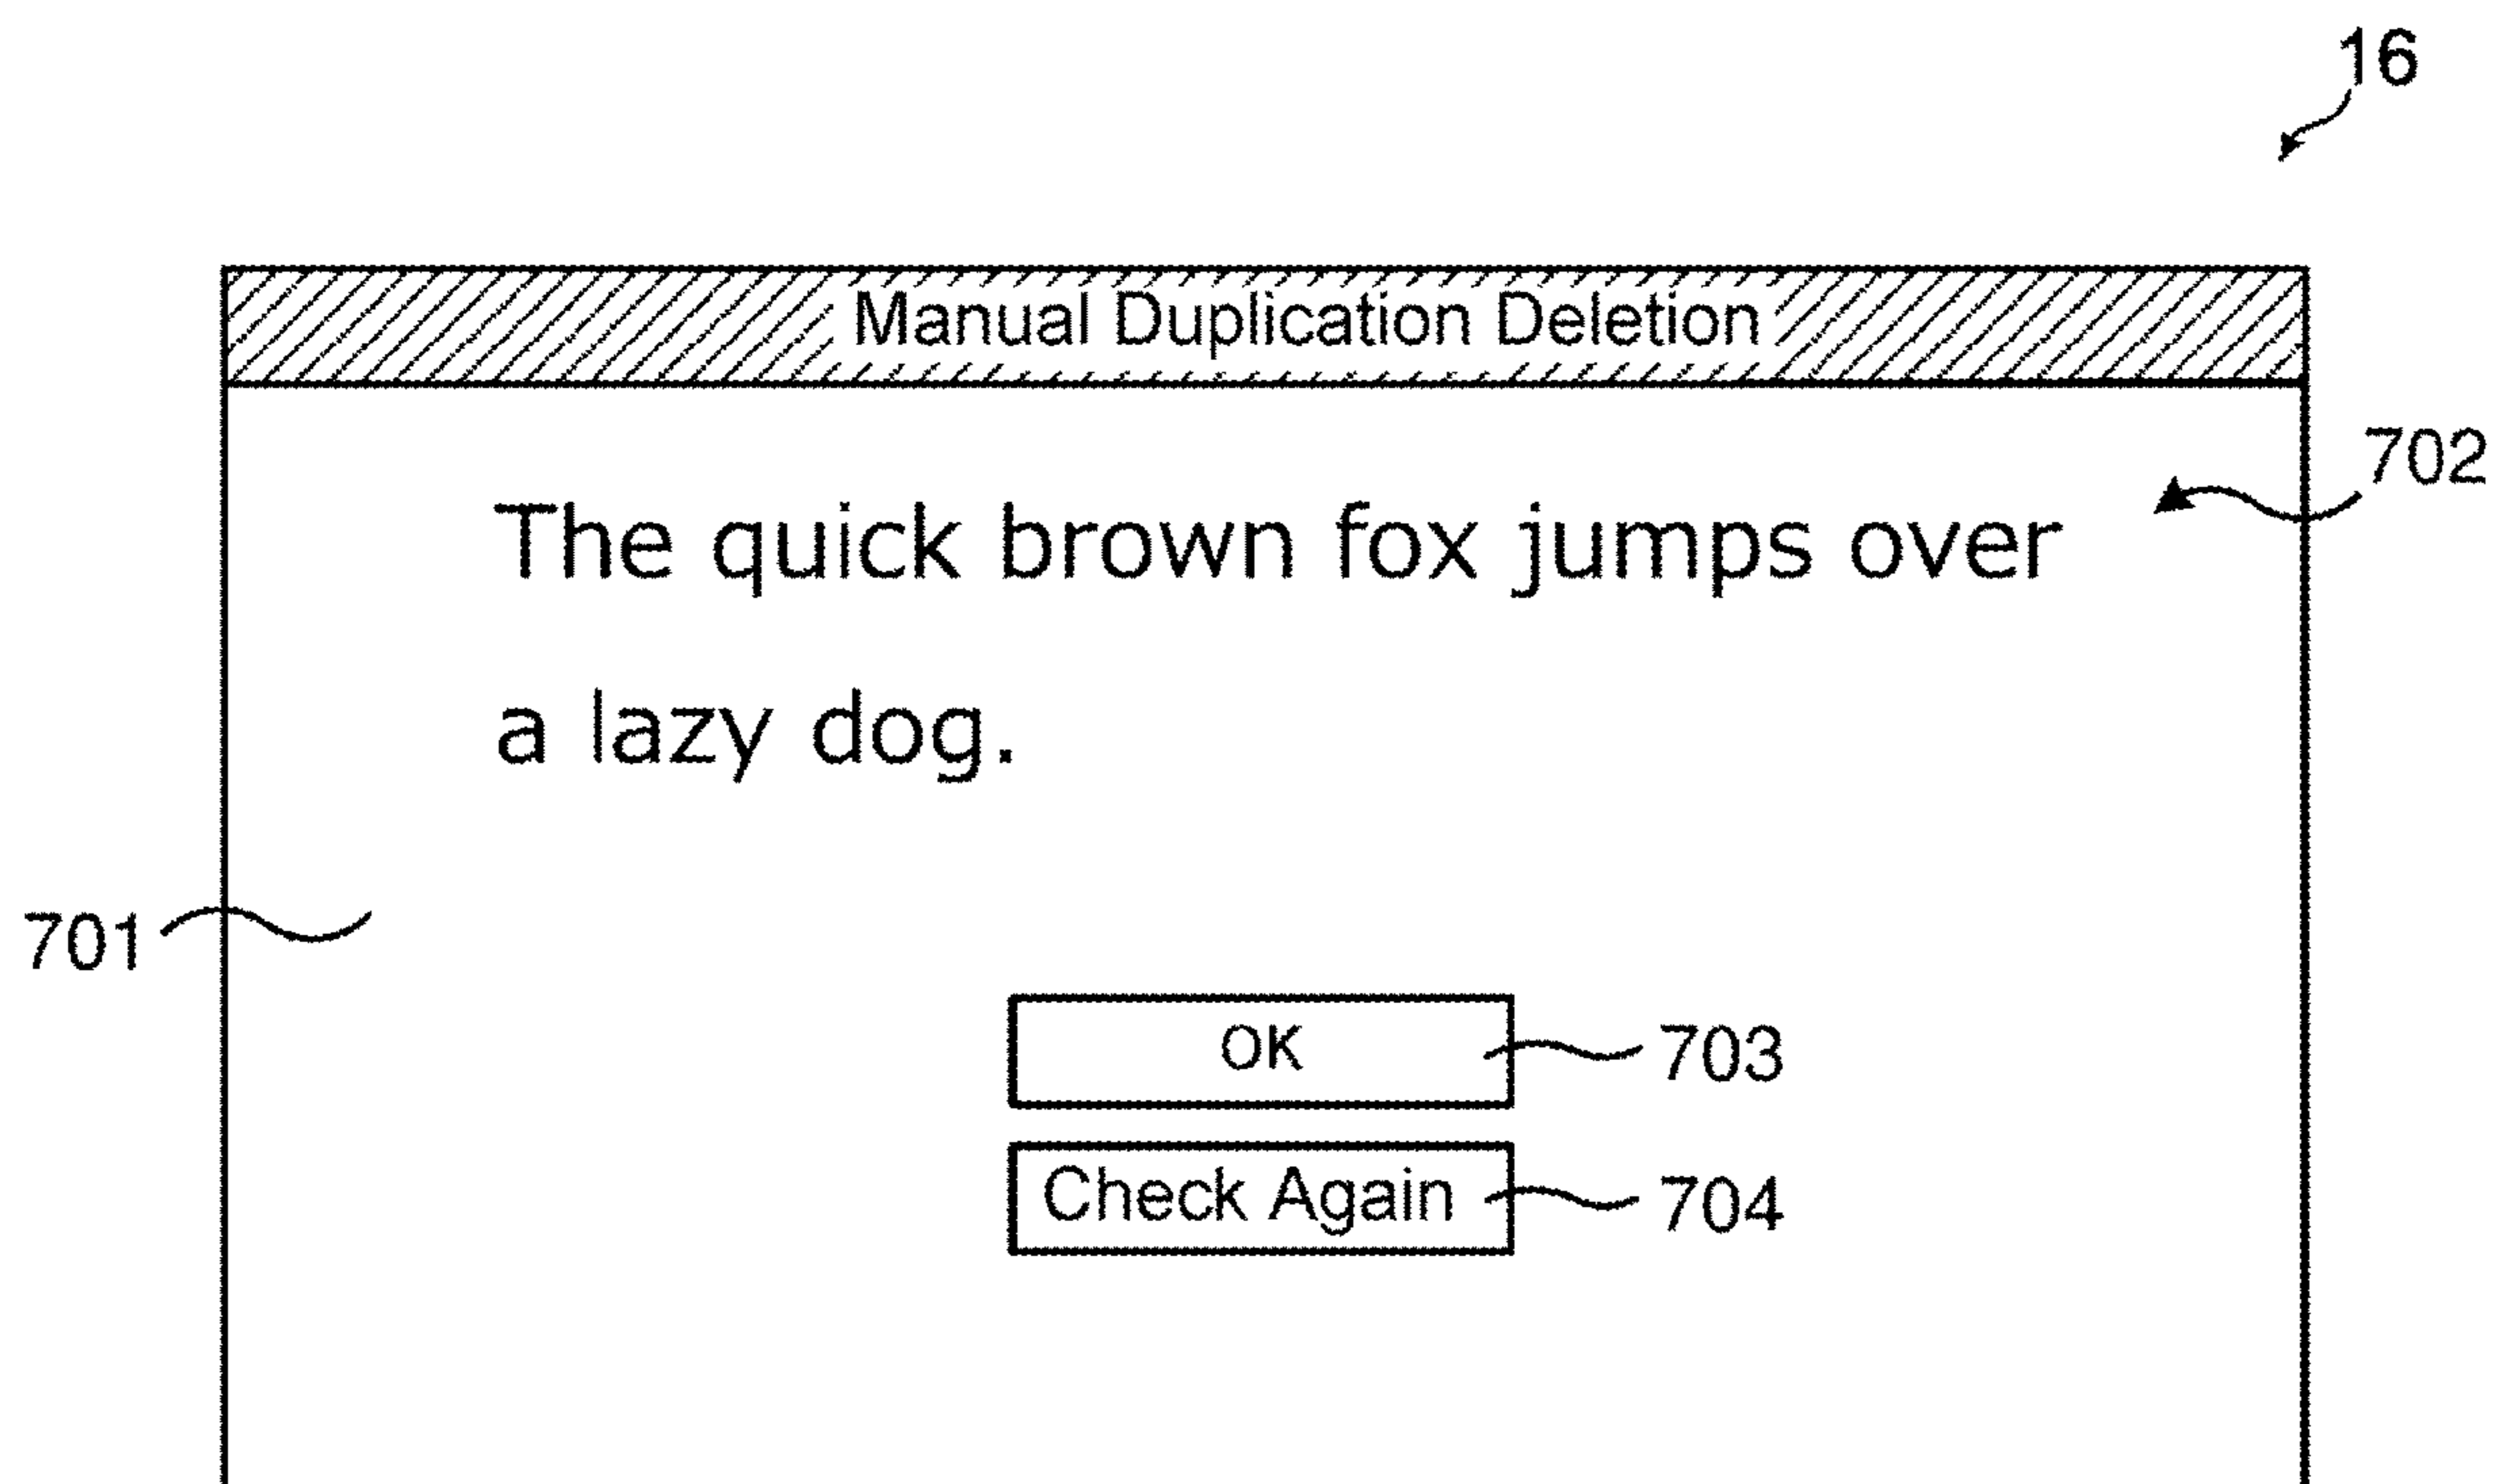 16
Manual Duplication Deletion
702
The quick brown fox jumps over
a lazy dog.
701
OK
703
Check Again
704